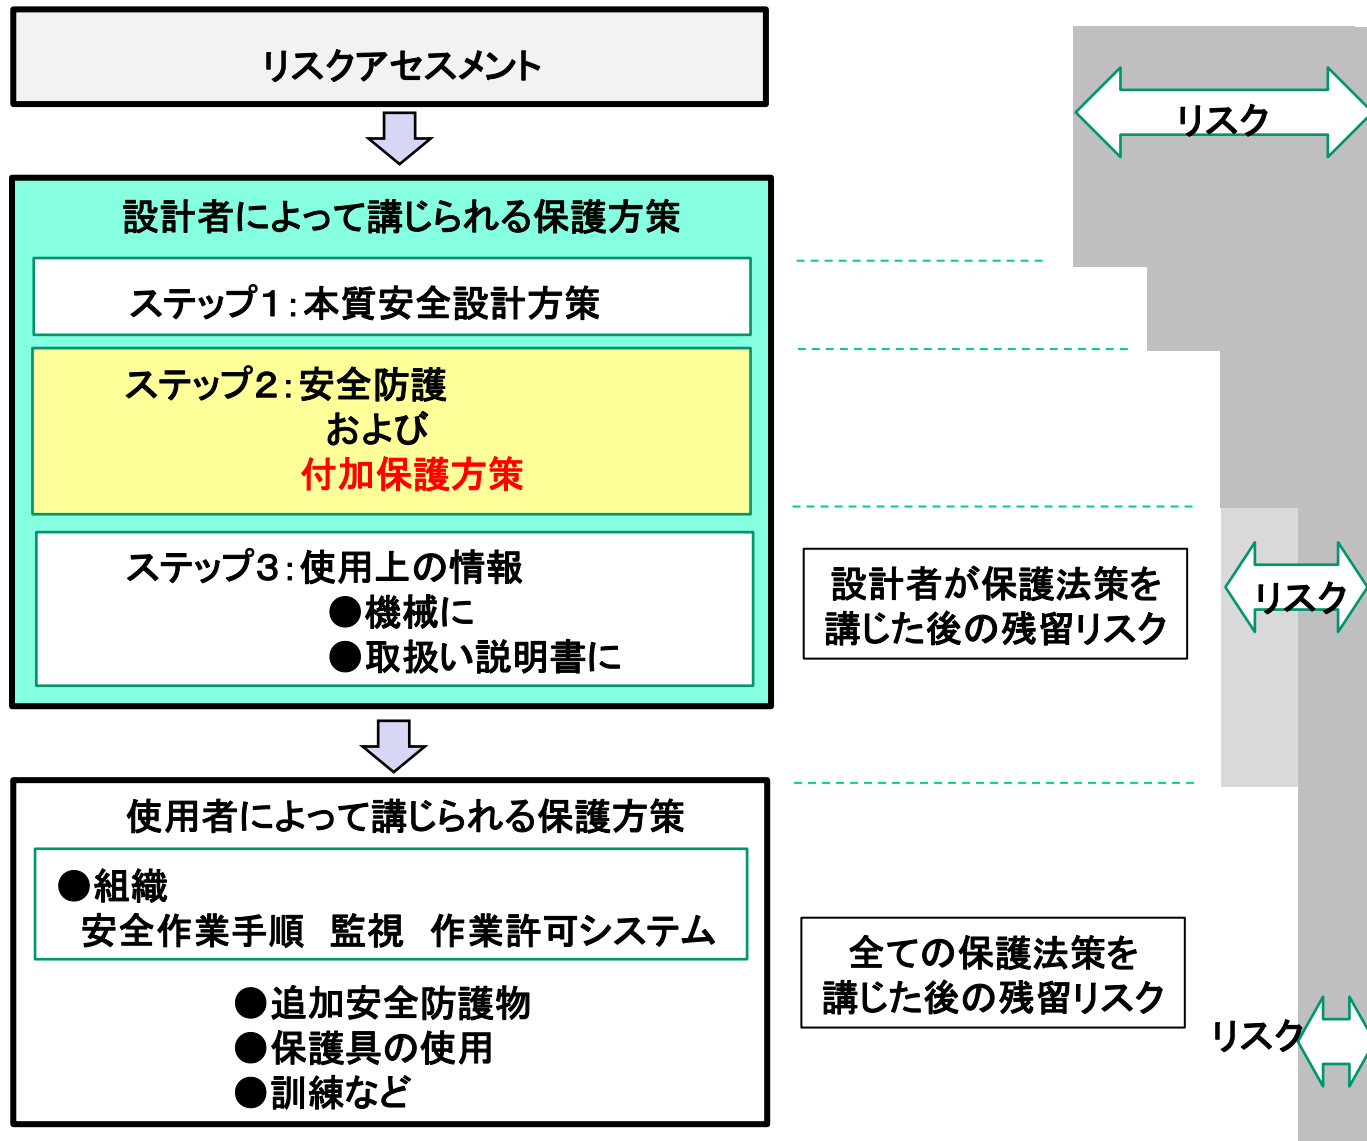 リスクアセスメント
設計者によって講じられる保護方策
ステップ1：本質安全設計方策
ステップ2：安全防護
および
付加保護方策
ステップ3：使用上の情報
●機械に
●取扱い説明書に
使用者によって講じられる保護方策
●組織
安全作業手順　監視　作業許可システム
●追加安全防護物
●保護具の使用
●訓練など
リスク
設計者が保護法策を
講じた後の残留リスク
リスク
全ての保護法策を
講じた後の残留リスク
リスク